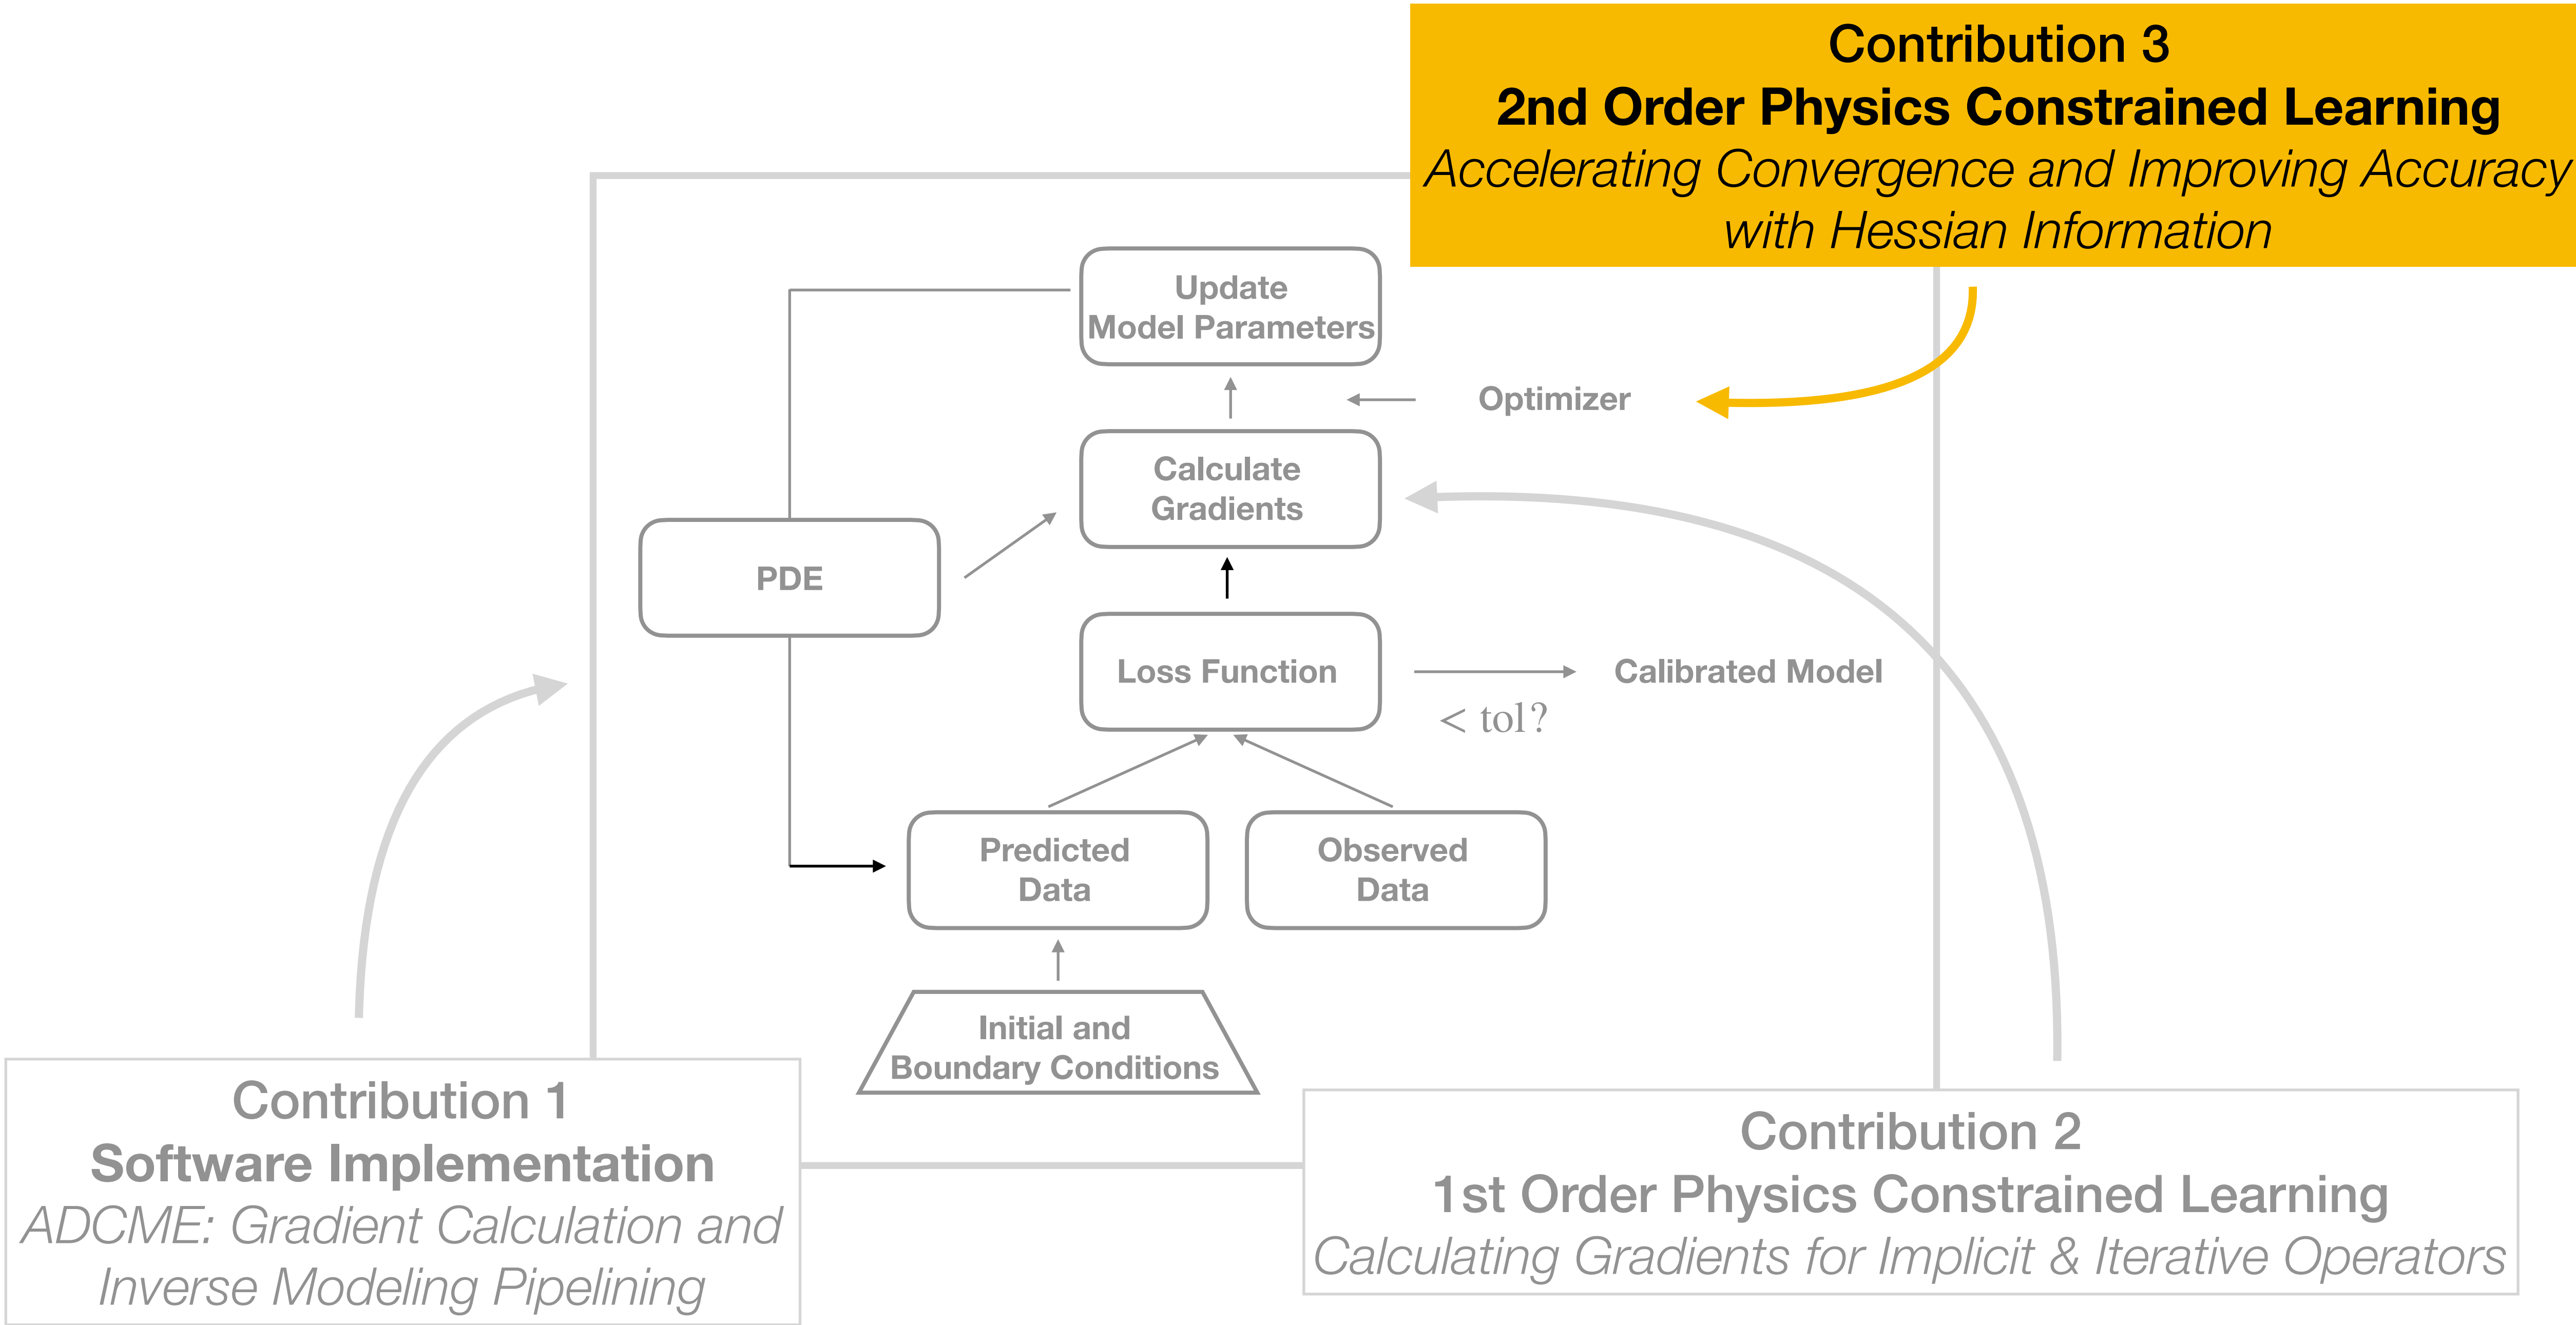 Contribution 3
2nd Order Physics Constrained Learning
Accelerating Convergence and Improving Accuracy
with Hessian Information
Update
Model Parameters
Optimizer
Calculate
Gradients
PDE
Loss Function
Calibrated Model
< tol?
Predicted
Data
Observed
Data
Initial and
Boundary Conditions
Contribution 1
Software Implementation
ADCME: Gradient Calculation and
Inverse Modeling Pipelining
Contribution 2
1st Order Physics Constrained Learning
Calculating Gradients for Implicit & Iterative Operators